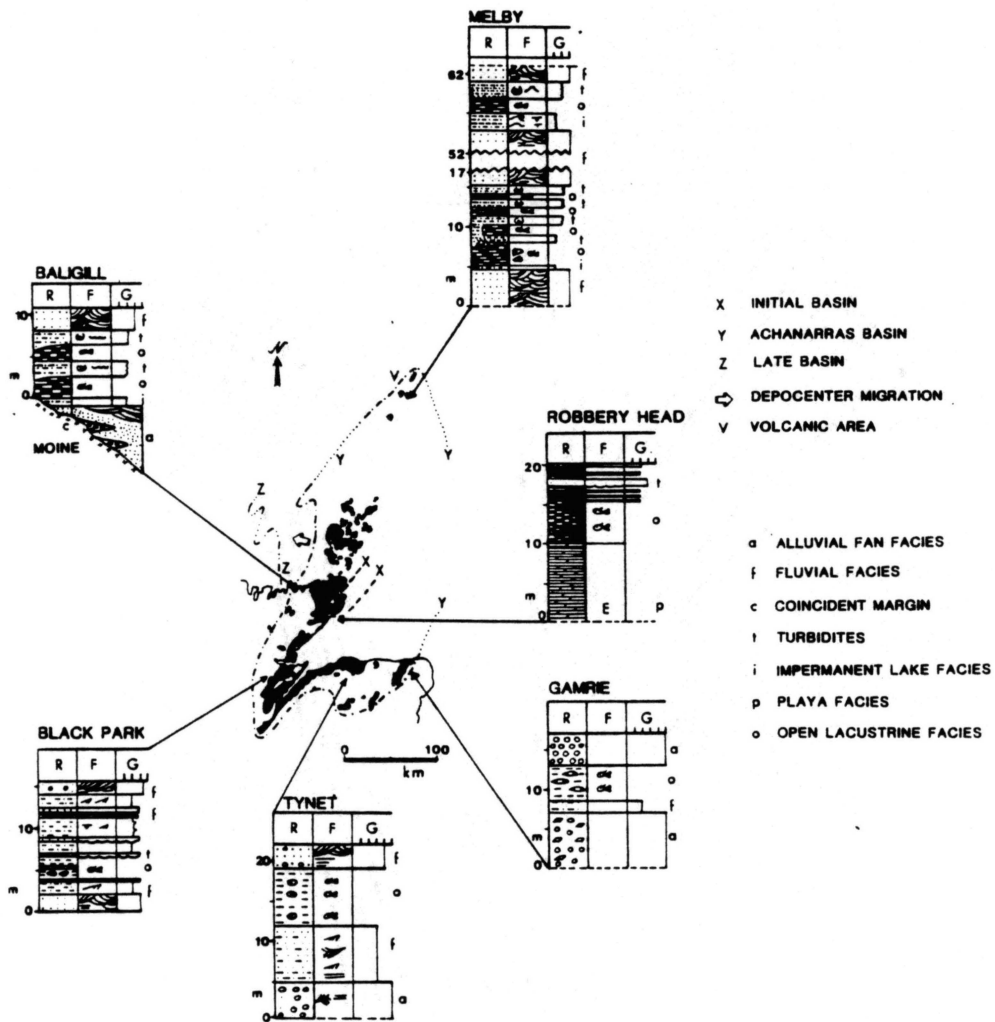 MELBY
R F G
62
52
17
10
m
0
f
t
o
i
f
t
o
t
o
t
o
t
o
i
f
BALIGILL
R F G
10
m
0
f
t
o
t
o
c
a
MOINE
N
X INITIAL BASIN
Y ACHANARRAS BASIN
Z LATE BASIN
DEPOCENTER MIGRATION
V VOLCANIC AREA
V
Y
Y
Z
X
X
Z
Y
Y
ROBBERY HEAD
R F G
20
10
m
0
t
o
E P
a ALLUVIAL FAN FACIES
f FLUVIAL FACIES
c COINCIDENT MARGIN
t TURBIDITES
i IMPERMANENT LAKE FACIES
p PLAYA FACIES
o OPEN LACUSTRINE FACIES
0 100
km
BLACK PARK
R F G
10
m
0
f
f
t
o
f
TYNET
R F G
20
10
m
0
f
o
f
a
GAMRIE
R F G
10
m
0
a
o
f
a